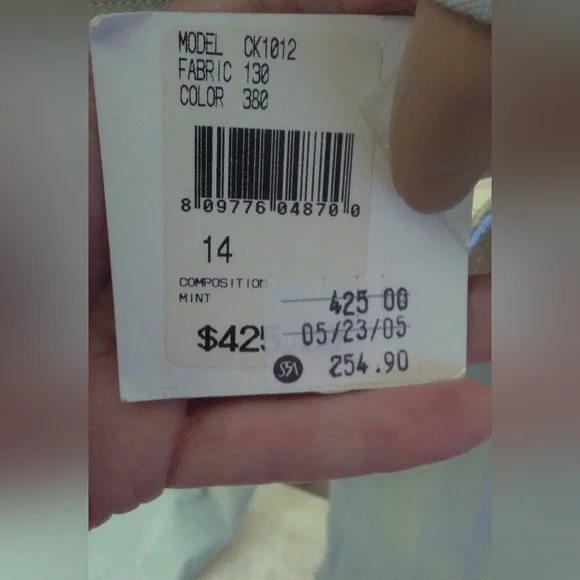 MODEL CK1012
FABRIC 130
COLOR 380
8 09776 04870 0
14
COMPOSITION
MINT
425 00
$425
05/23/05
254.90